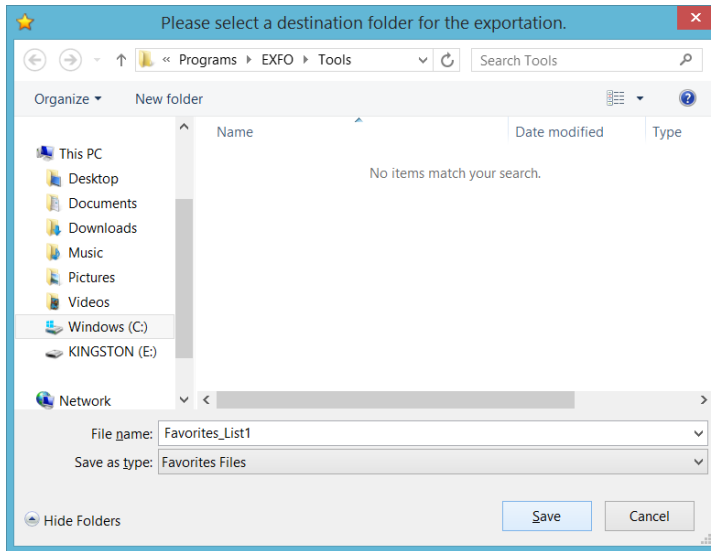 Please select a destination folder for the exportation.
« Programs EXFO Tools Search Tools
Organize New folder
Name Date modified Type
No items match your search.
This PC
Desktop
Documents
Downloads
Music
Pictures
Videos
Windows (C:)
KINGSTON (E:)
Network
File name: Favorites_List1
Save as type: Favorites Files
Hide Folders Save Cancel